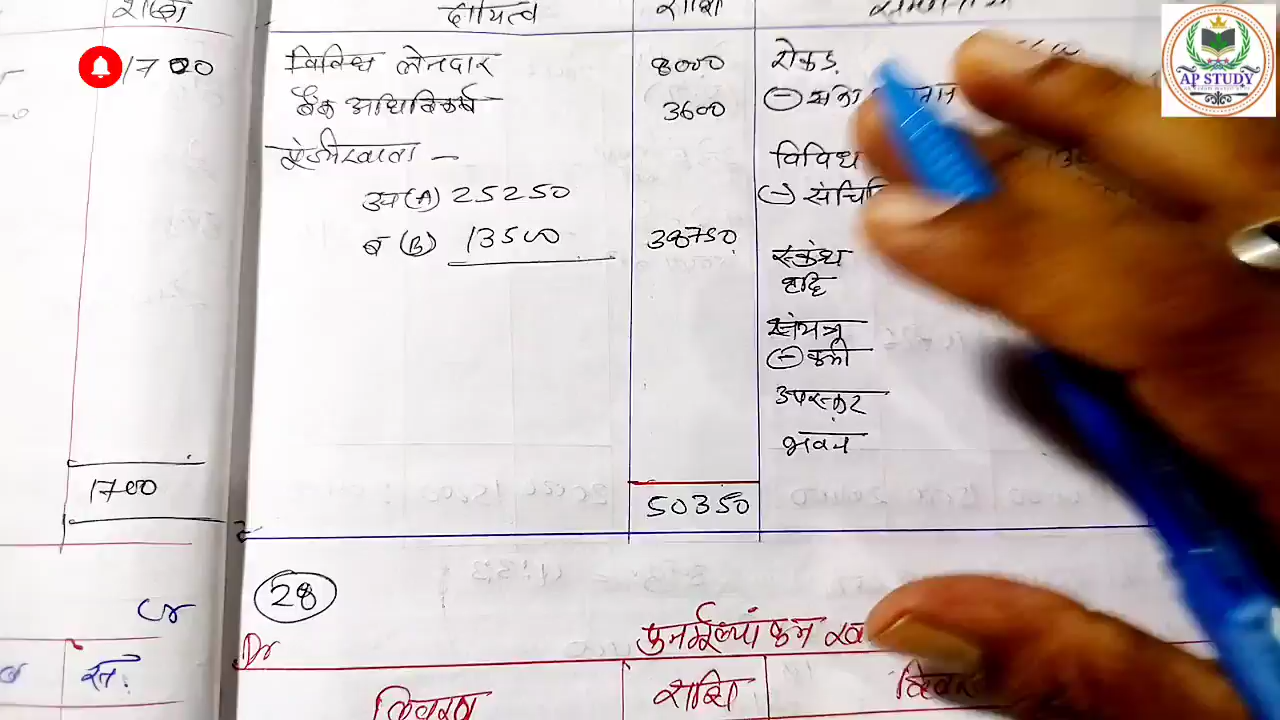 राशि
1700
1700
Cr
रु.
दायित्व
राशि
विविध लेनदार 8000
बैंक अधिविकर्ष 3600
पूंजीखाता —
अ (A) 25250
ब (B) 13500 38750
50350
रोकड़
विविध
स्कंध
वृद्धि
संयंत्र
(-) कमी
उपस्कर
भवन
AP STUDY
28
Dr
पुनर्मूल्यांकन
विवरण
राशि